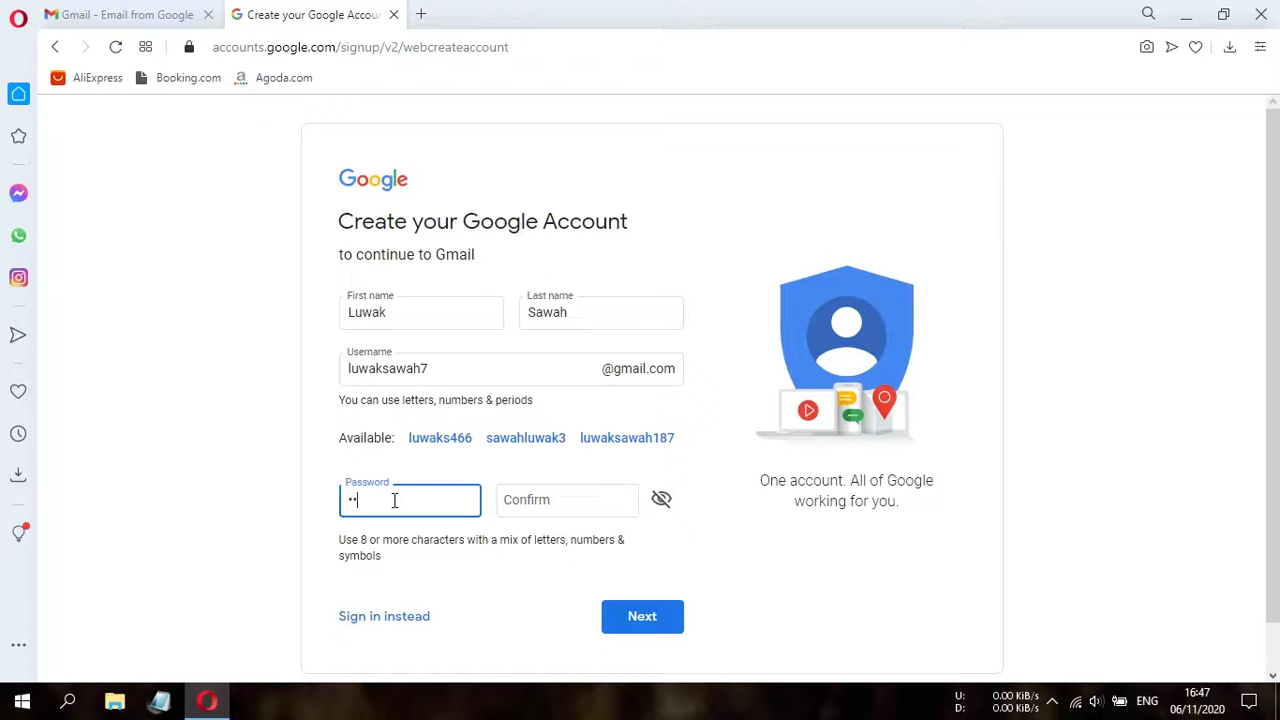 Gmail - Email from Google
Create your Google Accou
accounts.google.com/signup/v2/webcreateaccount
AliExpress
Booking.com
a
Agoda.com
Google
Create your Google Account
to continue to Gmail
First name
Luwak
Last name
Sawah
Username
luwaksawah7
@gmail.com
You can use letters, numbers & periods
Available: luwaks466 sawahluwak3 luwaksawah187
Password
••
Confirm
Use 8 or more characters with a mix of letters, numbers &
symbols
Sign in instead
Next
One account. All of Google
working for you.
U: 0.00 KiB/s
D: 0.00 KiB/s
ENG
16:47
06/11/2020